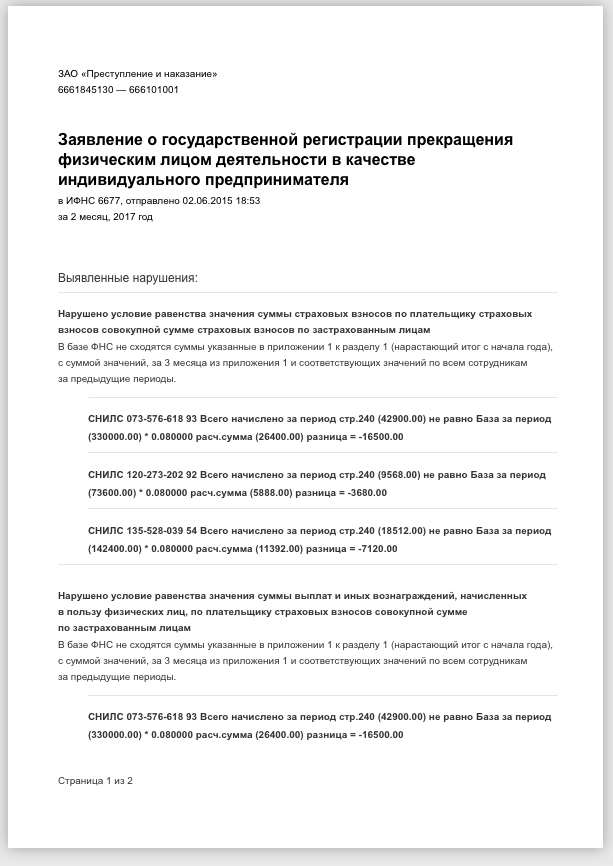 ЗАО «Преступление и наказание»
6661845130 — 666101001
Заявление о государственной регистрации прекращения
физическим лицом деятельности в качестве
индивидуального предпринимателя
в ИФНС 6677, отправлено 02.06.2015 18:53
за 2 месяц, 2017 год
Выявленные нарушения:
Нарушено условие равенства значения суммы страховых взносов по плательщику страховых
взносов совокупной сумме страховых взносов по застрахованным лицам
В базе ФНС не сходятся суммы указанные в приложении 1 к разделу 1 (нарастающий итог с начала года),
с суммой значений, за 3 месяца из приложения 1 и соответствующих значений по всем сотрудникам
за предыдущие периоды.
СНИЛС 073-576-618 93 Всего начислено за период стр.240 (42900.00) не равно База за период
(330000.00) * 0.080000 расч.сумма (26400.00) разница = -16500.00
СНИЛС 120-273-202 92 Всего начислено за период стр.240 (9568.00) не равно База за период
(73600.00) * 0.080000 расч.сумма (5888.00) разница = -3680.00
СНИЛС 135-528-039 54 Всего начислено за период стр.240 (18512.00) не равно База за период
(142400.00) * 0.080000 расч.сумма (11392.00) разница = -7120.00
Нарушено условие равенства значения суммы выплат и иных вознаграждений, начисленных
в пользу физических лиц, по плательщику страховых взносов совокупной сумме
по застрахованным лицам
В базе ФНС не сходятся суммы указанные в приложении 1 к разделу 1 (нарастающий итог с начала года),
с суммой значений, за 3 месяца из приложения 1 и соответствующих значений по всем сотрудникам
за предыдущие периоды.
СНИЛС 073-576-618 93 Всего начислено за период стр.240 (42900.00) не равно База за период
(330000.00) * 0.080000 расч.сумма (26400.00) разница = -16500.00
Страница 1 из 2